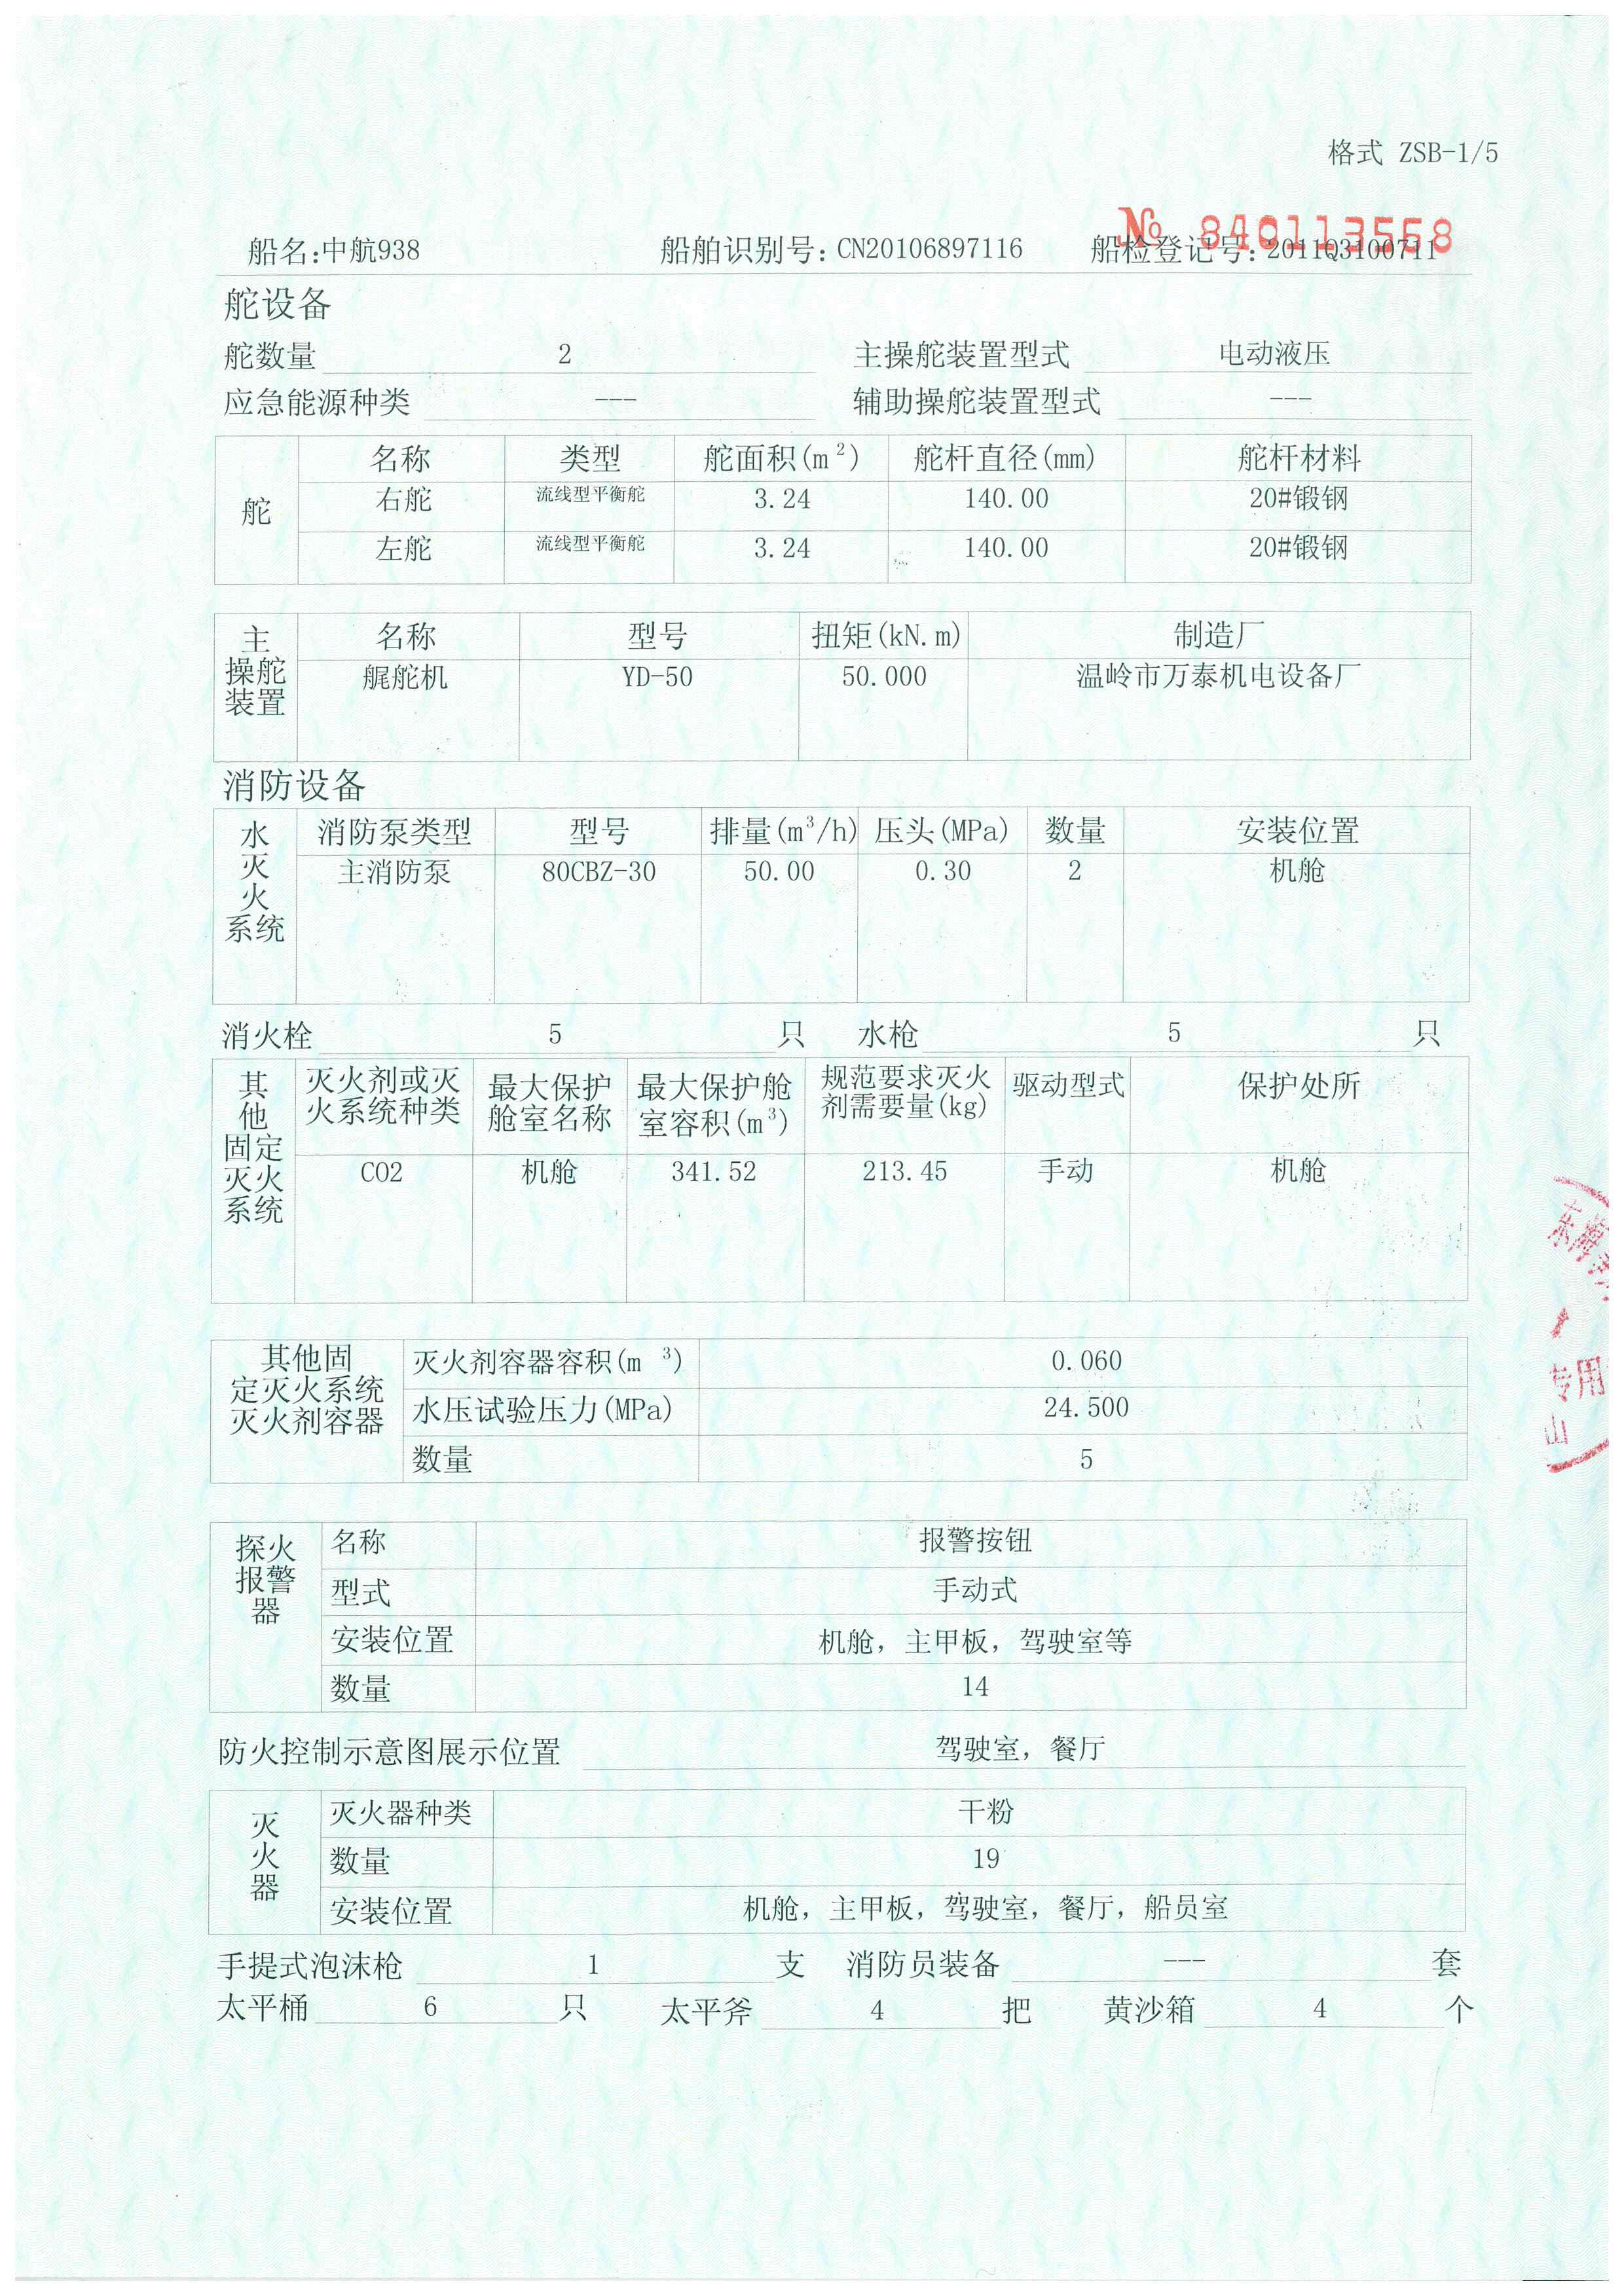 格式 ZSB-1/5
№ 840113558
船名:中航938 船舶识别号: CN20106897116 船检登记号: 2011Q3100711
舵设备
舵数量 2 主操舵装置型式 电动液压
应急能源种类 --- 辅助操舵装置型式 ---
舵
名称 类型 舵面积(m²) 舵杆直径(mm) 舵杆材料
右舵 流线型平衡舵 3.24 140.00 20#锻钢
左舵 流线型平衡舵 3.24 140.00 20#锻钢
主
操舵
装置
名称 型号 扭矩(kN.m) 制造厂
艉舵机 YD-50 50.000 温岭市万泰机电设备厂
消防设备
水
灭
火
系统
消防泵类型 型号 排量(m³/h) 压头(MPa) 数量 安装位置
主消防泵 80CBZ-30 50.00 0.30 2 机舱
消火栓 5 只 水枪 5 只
其
他
固定
灭火
系统
灭火剂或灭
火系统种类
最大保护
舱室名称
最大保护舱
室容积(m³)
规范要求灭火
剂需要量(kg)
驱动型式
保护处所
CO2 机舱 341.52 213.45 手动 机舱
其他固
定灭火系统
灭火剂容器
灭火剂容器容积(m ³) 0.060
水压试验压力(MPa) 24.500
数量 5
探火
报警
器
名称 报警按钮
型式 手动式
安装位置 机舱，主甲板，驾驶室等
数量 14
防火控制示意图展示位置 驾驶室，餐厅
灭
火
器
灭火器种类 干粉
数量 19
安装位置 机舱，主甲板，驾驶室，餐厅，船员室
手提式泡沫枪 1 支 消防员装备 --- 套
太平桶 6 只 太平斧 4 把 黄沙箱 4 个
专用
山